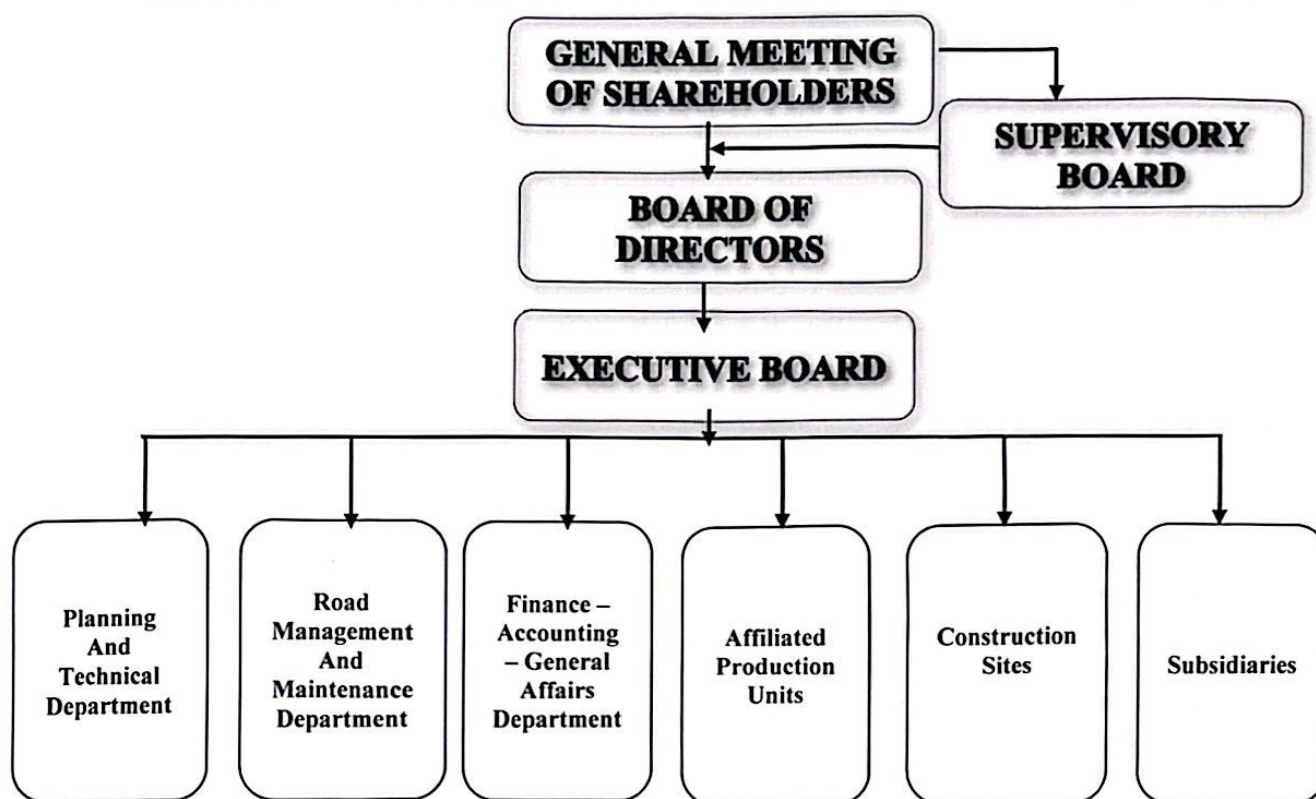 GENERAL MEETING
OF SHAREHOLDERS
SUPERVISORY
BOARD
BOARD OF
DIRECTORS
EXECUTIVE BOARD
Planning
And
Technical
Department
Road
Management
And
Maintenance
Department
Finance –
Accounting
– General
Affairs
Department
Affiliated
Production
Units
Construction
Sites
Subsidiaries